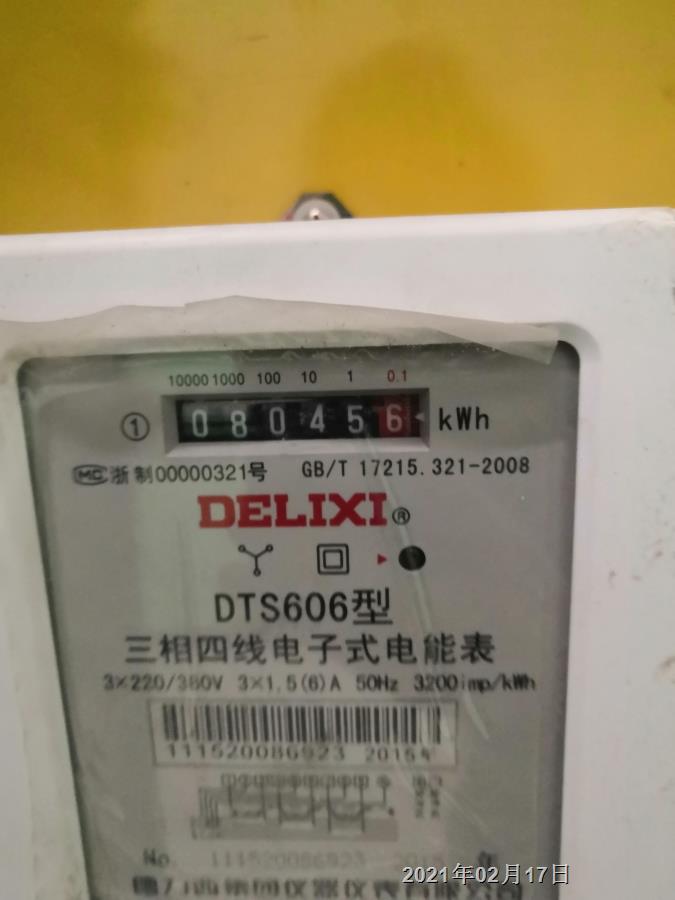 10000 1000 100 10 1 0.1
① 080456 kWh
MC 浙制00000321号 GB/T 17215.321-2008
DELIXI®
DTS606型
三相四线电子式电能表
3×220/380V 3×1.5(6)A 50Hz 3200imp/kWh
111520086923 2015年
No. 111520086923 年
2021年02月17日